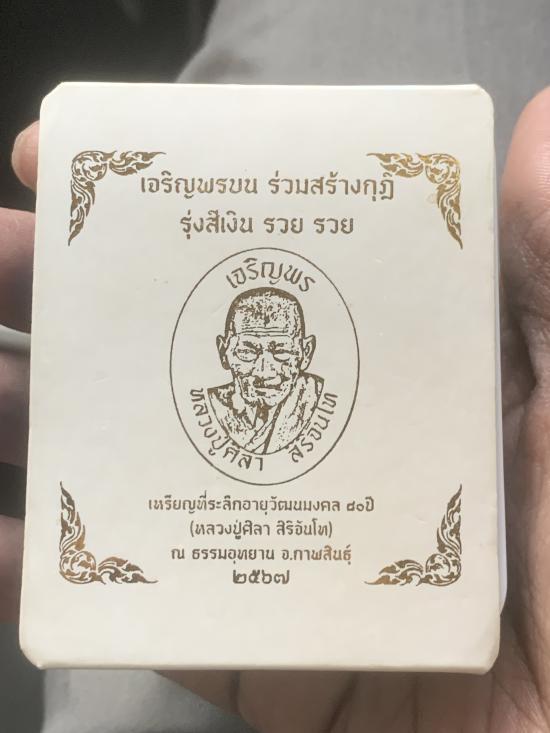 เจริญพรบน ร่วมสร้างกุฏิ
รุ่งสีเงิน รวย รวย
เจริญพร
หลวงปู่ศิลา สิริจันโท
เหรียญที่ระลึกอายุวัฒนมงคล ๘๐ปี
(หลวงปู่ศิลา สิริจันโท)
ณ ธรรมอุทยาน จ.กาฬสินธุ์
๒๕๖๗